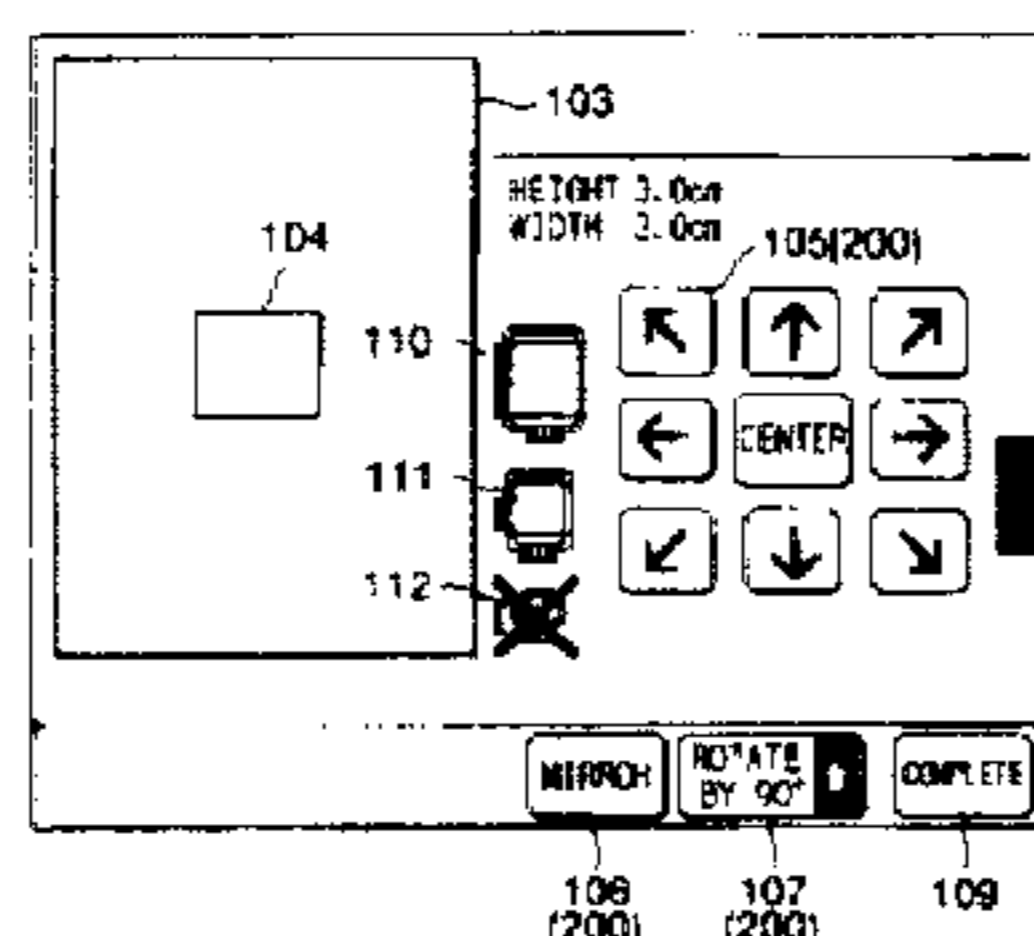 103
HEIGHT 3.0cm
WIDTH 3.0cm
104
105(200)
110
CENTER
111
112
MIRROR
ROTATE
BY 90°
COMPLETE
106
(200)
107
(200)
109